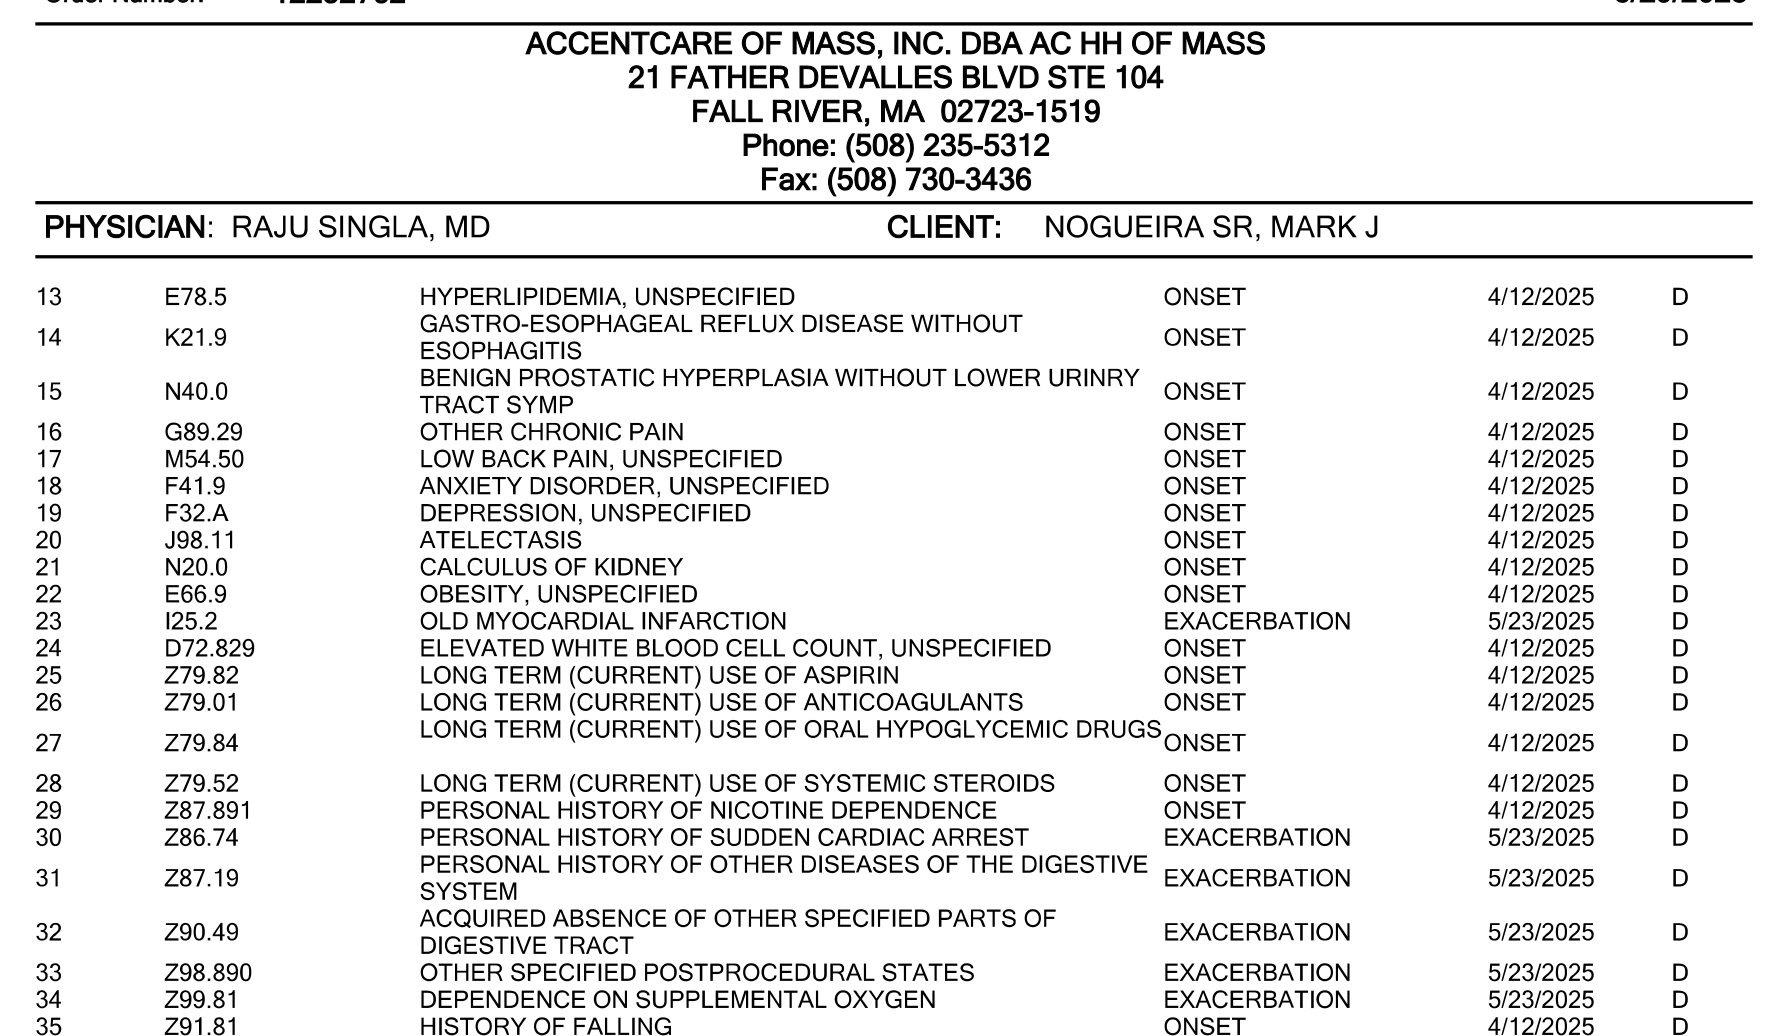 ACCENTCARE OF MASS, INC. DBA AC HH OF MASS
21 FATHER DEVALLES BLVD STE 104
FALL RIVER, MA 02723-1519
Phone: (508) 235-5312
Fax: (508) 730-3436
PHYSICIAN: RAJU SINGLA, MD CLIENT: NOGUEIRA SR, MARK J
13 E78.5 HYPERLIPIDEMIA, UNSPECIFIED ONSET 4/12/2025 D
14 K21.9 GASTRO-ESOPHAGEAL REFLUX DISEASE WITHOUT ONSET 4/12/2025 D
ESOPHAGITIS
15 N40.0 BENIGN PROSTATIC HYPERPLASIA WITHOUT LOWER URINRY ONSET 4/12/2025 D
TRACT SYMP
16 G89.29 OTHER CHRONIC PAIN ONSET 4/12/2025 D
17 M54.50 LOW BACK PAIN, UNSPECIFIED ONSET 4/12/2025 D
18 F41.9 ANXIETY DISORDER, UNSPECIFIED ONSET 4/12/2025 D
19 F32.A DEPRESSION, UNSPECIFIED ONSET 4/12/2025 D
20 J98.11 ATELECTASIS ONSET 4/12/2025 D
21 N20.0 CALCULUS OF KIDNEY ONSET 4/12/2025 D
22 E66.9 OBESITY, UNSPECIFIED ONSET 4/12/2025 D
23 I25.2 OLD MYOCARDIAL INFARCTION EXACERBATION 5/23/2025 D
24 D72.829 ELEVATED WHITE BLOOD CELL COUNT, UNSPECIFIED ONSET 4/12/2025 D
25 Z79.82 LONG TERM (CURRENT) USE OF ASPIRIN ONSET 4/12/2025 D
26 Z79.01 LONG TERM (CURRENT) USE OF ANTICOAGULANTS ONSET 4/12/2025 D
27 Z79.84 LONG TERM (CURRENT) USE OF ORAL HYPOGLYCEMIC DRUGS ONSET 4/12/2025 D
28 Z79.52 LONG TERM (CURRENT) USE OF SYSTEMIC STEROIDS ONSET 4/12/2025 D
29 Z87.891 PERSONAL HISTORY OF NICOTINE DEPENDENCE ONSET 4/12/2025 D
30 Z86.74 PERSONAL HISTORY OF SUDDEN CARDIAC ARREST EXACERBATION 5/23/2025 D
31 Z87.19 PERSONAL HISTORY OF OTHER DISEASES OF THE DIGESTIVE EXACERBATION 5/23/2025 D
SYSTEM
32 Z90.49 ACQUIRED ABSENCE OF OTHER SPECIFIED PARTS OF EXACERBATION 5/23/2025 D
DIGESTIVE TRACT
33 Z98.890 OTHER SPECIFIED POSTPROCEDURAL STATES EXACERBATION 5/23/2025 D
34 Z99.81 DEPENDENCE ON SUPPLEMENTAL OXYGEN EXACERBATION 5/23/2025 D
35 Z91.81 HISTORY OF FALLING ONSET 4/12/2025 D